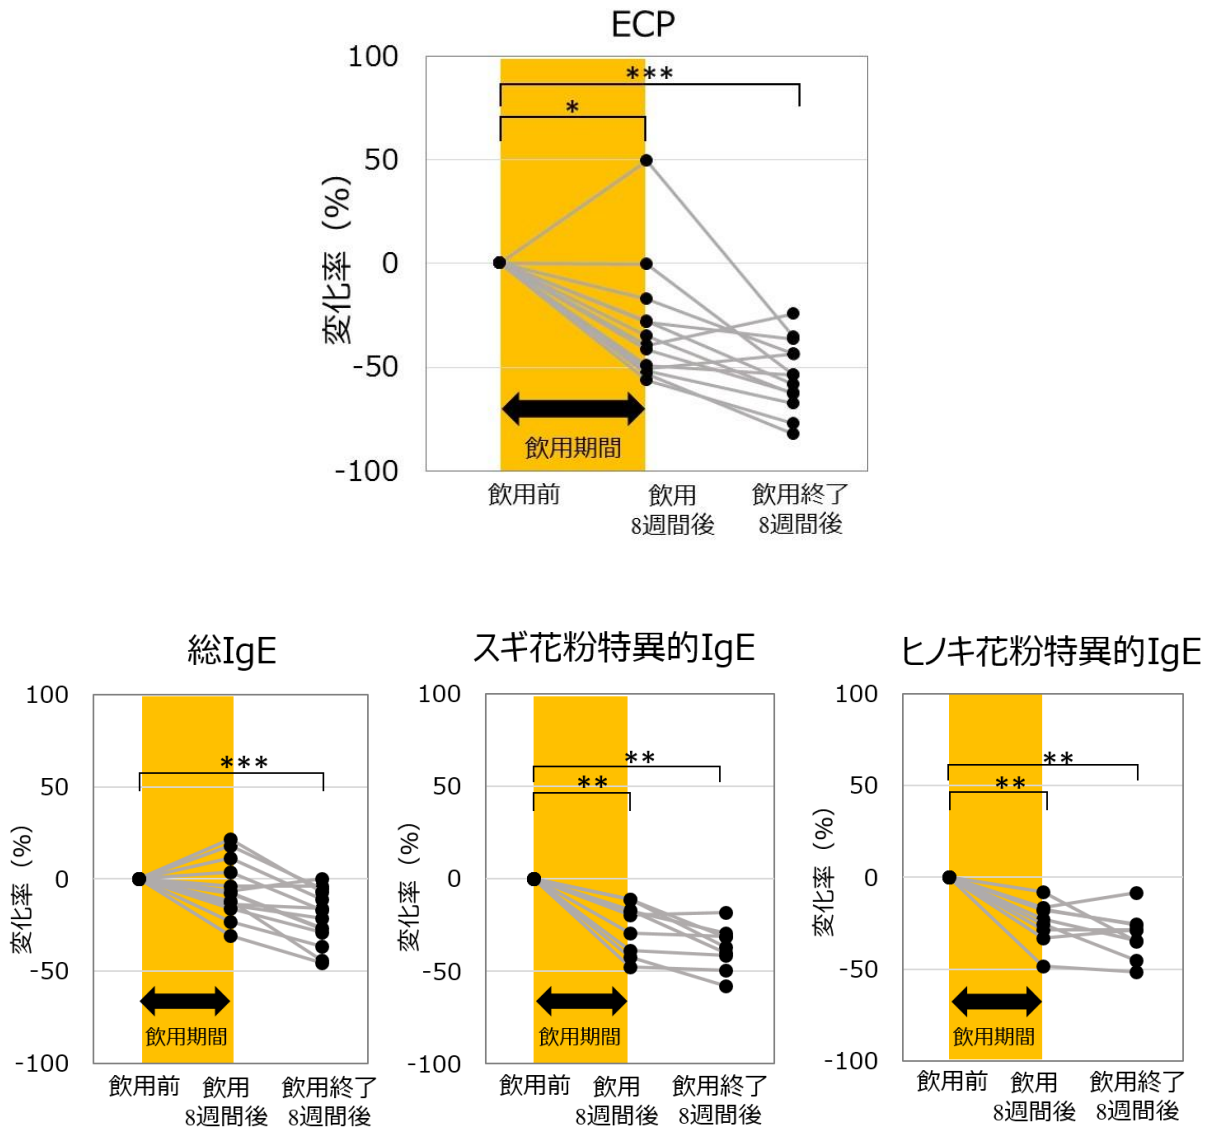 ECP
100
50
0
-50
-100
変化率（%）
***
*
飲用期間
飲用前
飲用
8週間後
飲用終了
8週間後
総IgE
100
50
0
-50
-100
変化率（%）
***
飲用期間
飲用前
飲用
8週間後
飲用終了
8週間後
スギ花粉特異的IgE
100
50
0
-50
-100
変化率（%）
**
**
飲用期間
飲用前
飲用
8週間後
飲用終了
8週間後
ヒノキ花粉特異的IgE
100
50
0
-50
-100
変化率（%）
**
**
飲用期間
飲用前
飲用
8週間後
飲用終了
8週間後